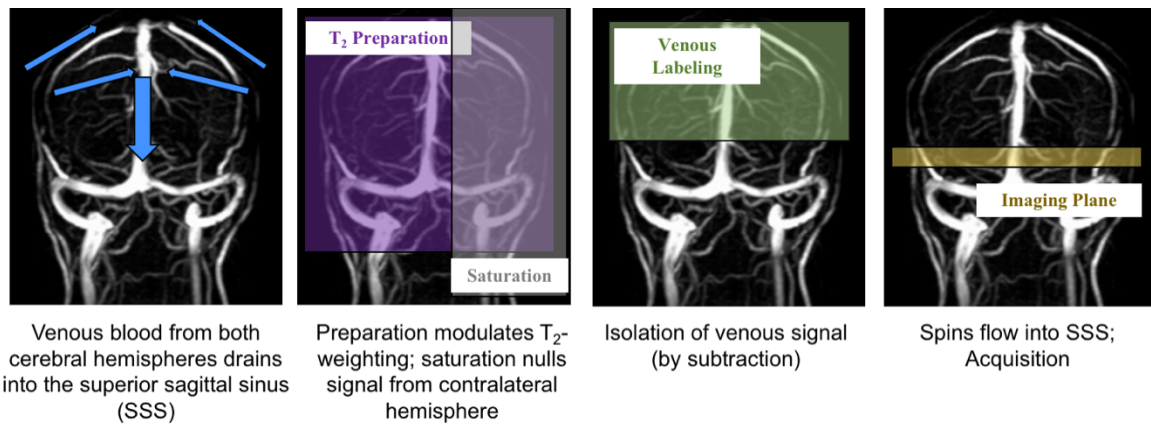 T₂ Preparation
Saturation
Venous
Labeling
Imaging Plane
Venous blood from both
cerebral hemispheres drains
into the superior sagittal sinus
(SSS)
Preparation modulates T₂-
weighting; saturation nulls
signal from contralateral
hemisphere
Isolation of venous signal
(by subtraction)
Spins flow into SSS;
Acquisition